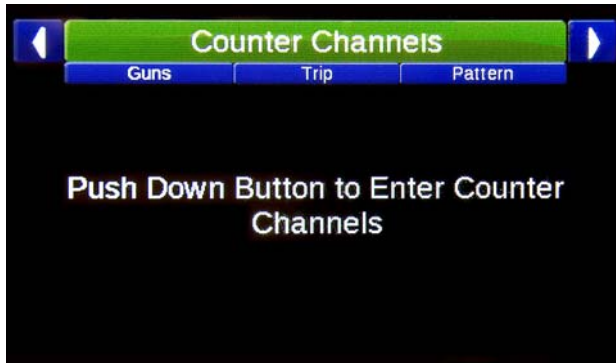 Counter Channels
Guns Trip Pattern
Push Down Button to Enter Counter
Channels